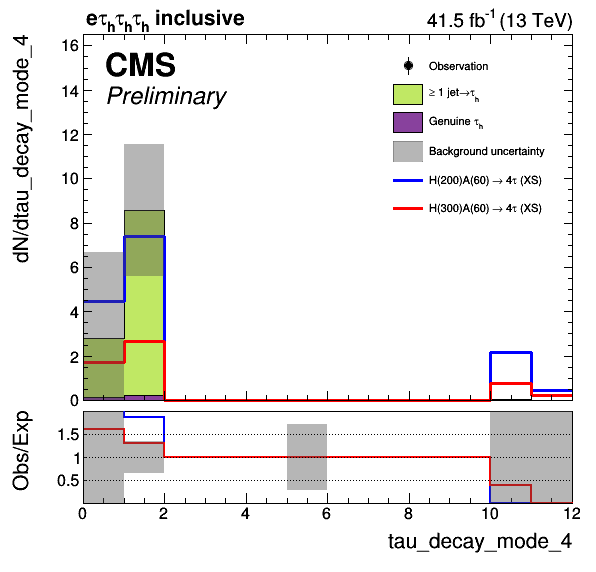 eτhτhτh inclusive 41.5 fb-1 (13 TeV)
CMS
Preliminary
Observation
≥ 1 jet→τh
Genuine τh
Background uncertainty
H(200)A(60) → 4τ (XS)
H(300)A(60) → 4τ (XS)
dN/dtau_decay_mode_4
16
14
12
10
8
6
4
2
0
Obs/Exp
1.5
1
0.5
0 2 4 6 8 10 12
tau_decay_mode_4